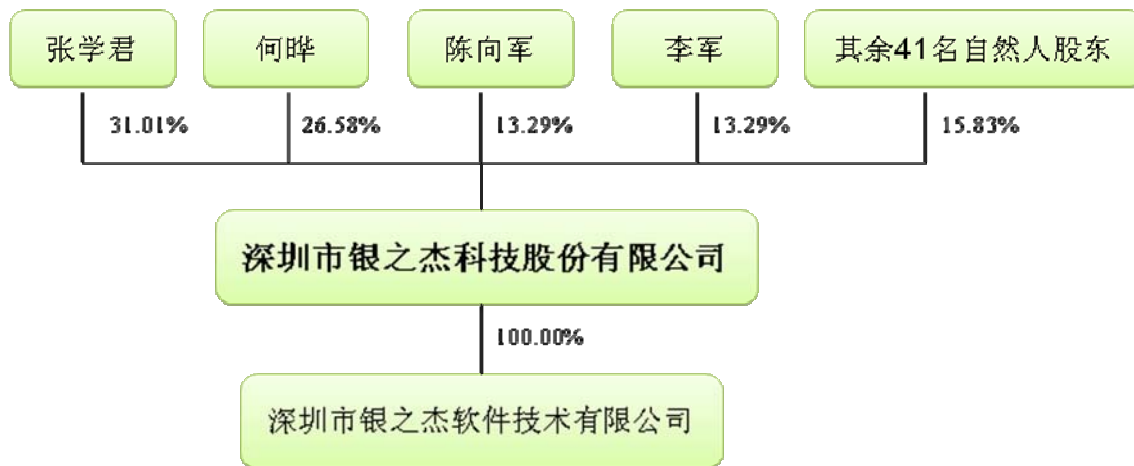 张学君 何晔 陈向军 李军 其余41名自然人股东
31.01% 26.58% 13.29% 13.29% 15.83%
深圳市银之杰科技股份有限公司
100.00%
深圳市银之杰软件技术有限公司